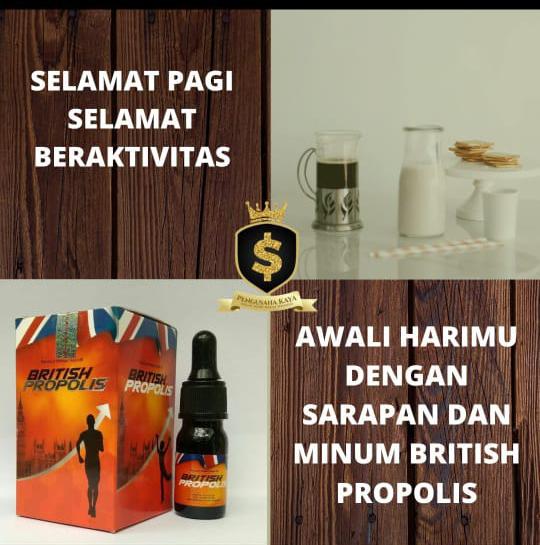 SELAMAT PAGI
SELAMAT
BERAKTIVITAS
$
PENGUSAHA KAYA
BRITISH
PROPOLIS
BRITISH
PROPOLIS
BRITISH
PROPOLIS
AWALI HARIMU
DENGAN
SARAPAN DAN
MINUM BRITISH
PROPOLIS